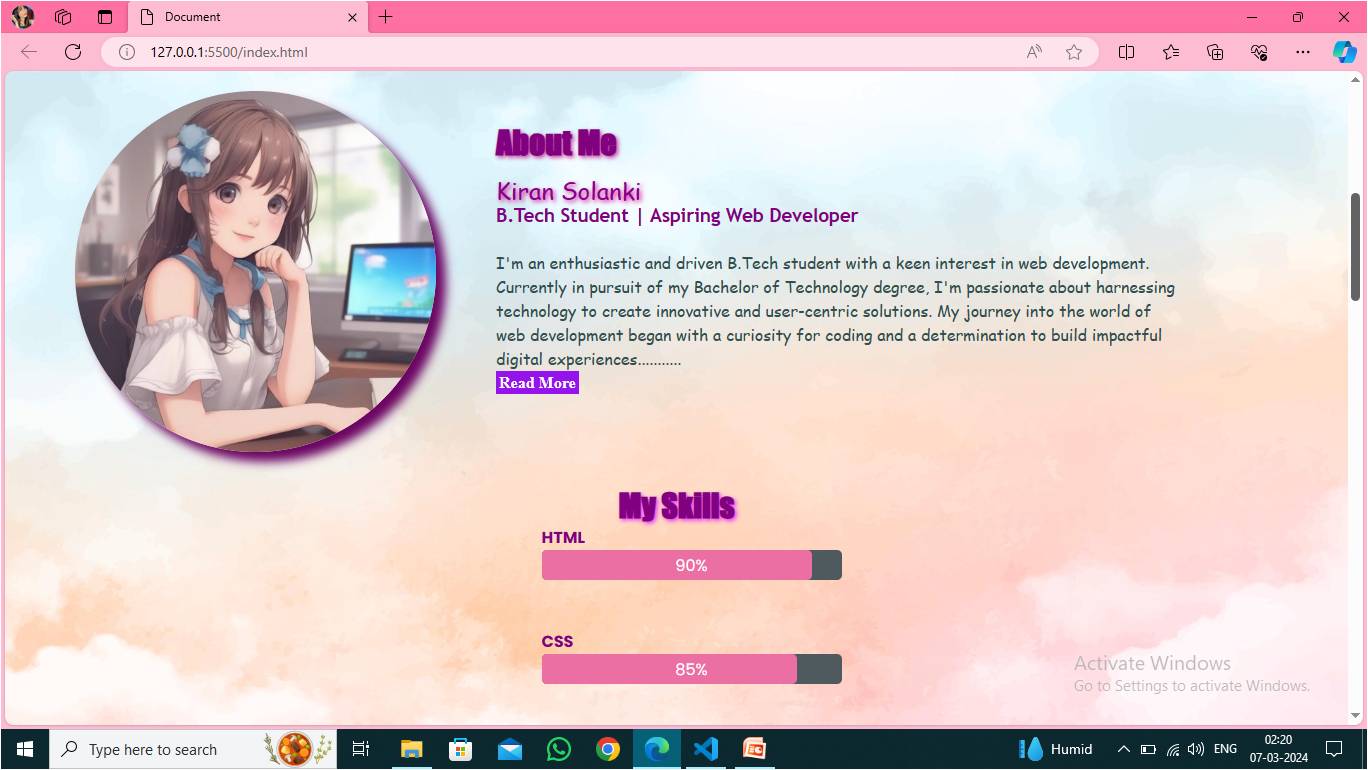 Document
127.0.0.1:5500/index.html
About Me
Kiran Solanki
B.Tech Student | Aspiring Web Developer
I'm an enthusiastic and driven B.Tech student with a keen interest in web development.
Currently in pursuit of my Bachelor of Technology degree, I'm passionate about harnessing
technology to create innovative and user-centric solutions. My journey into the world of
web development began with a curiosity for coding and a determination to build impactful
digital experiences...........
Read More
My Skills
HTML
90%
CSS
85%
Activate Windows
Go to Settings to activate Windows.
Type here to search
Humid
ENG
02:20
07-03-2024